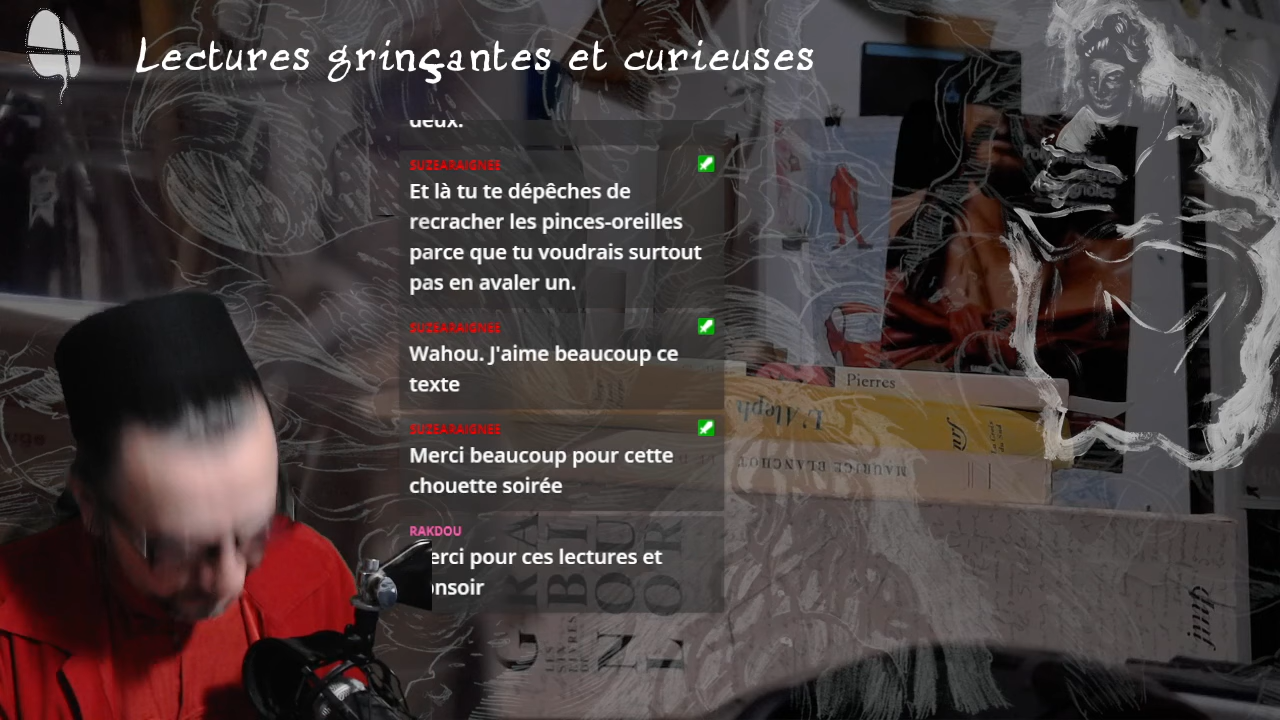 Lectures grinçantes et curieuses
deux.
SUZEARAIGNEE
Et là tu te dépêches de
recracher les pinces-oreilles
parce que tu voudrais surtout
pas en avaler un.
SUZEARAIGNEE
Wahou. J'aime beaucoup ce
texte
SUZEARAIGNEE
Merci beaucoup pour cette
chouette soirée
RAKDOU
erci pour ces lectures et
onsoir
Pierres
L'Aleph
MAURICE BLANCHOT